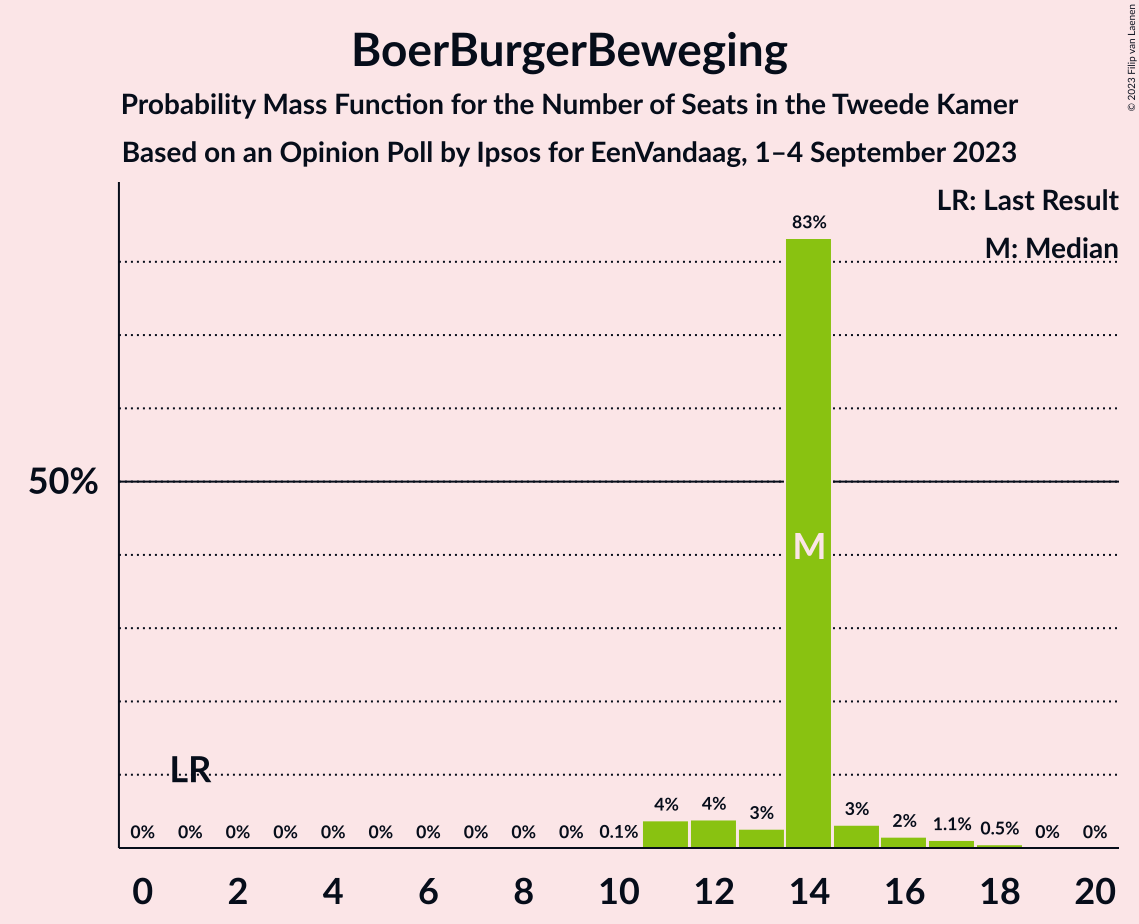 BoerBurgerBeweging
Probability Mass Function for the Number of Seats in the Tweede Kamer
Based on an Opinion Poll by Ipsos for EenVandaag, 1–4 September 2023
© 2023 Filip van Laenen
LR: Last Result
M: Median
83%
50%
M
LR
0% 0% 0% 0% 0% 0% 0% 0% 0% 0% 0.1% 4% 4% 3% 3% 2% 1.1% 0.5% 0% 0%
0 2 4 6 8 10 12 14 16 18 20